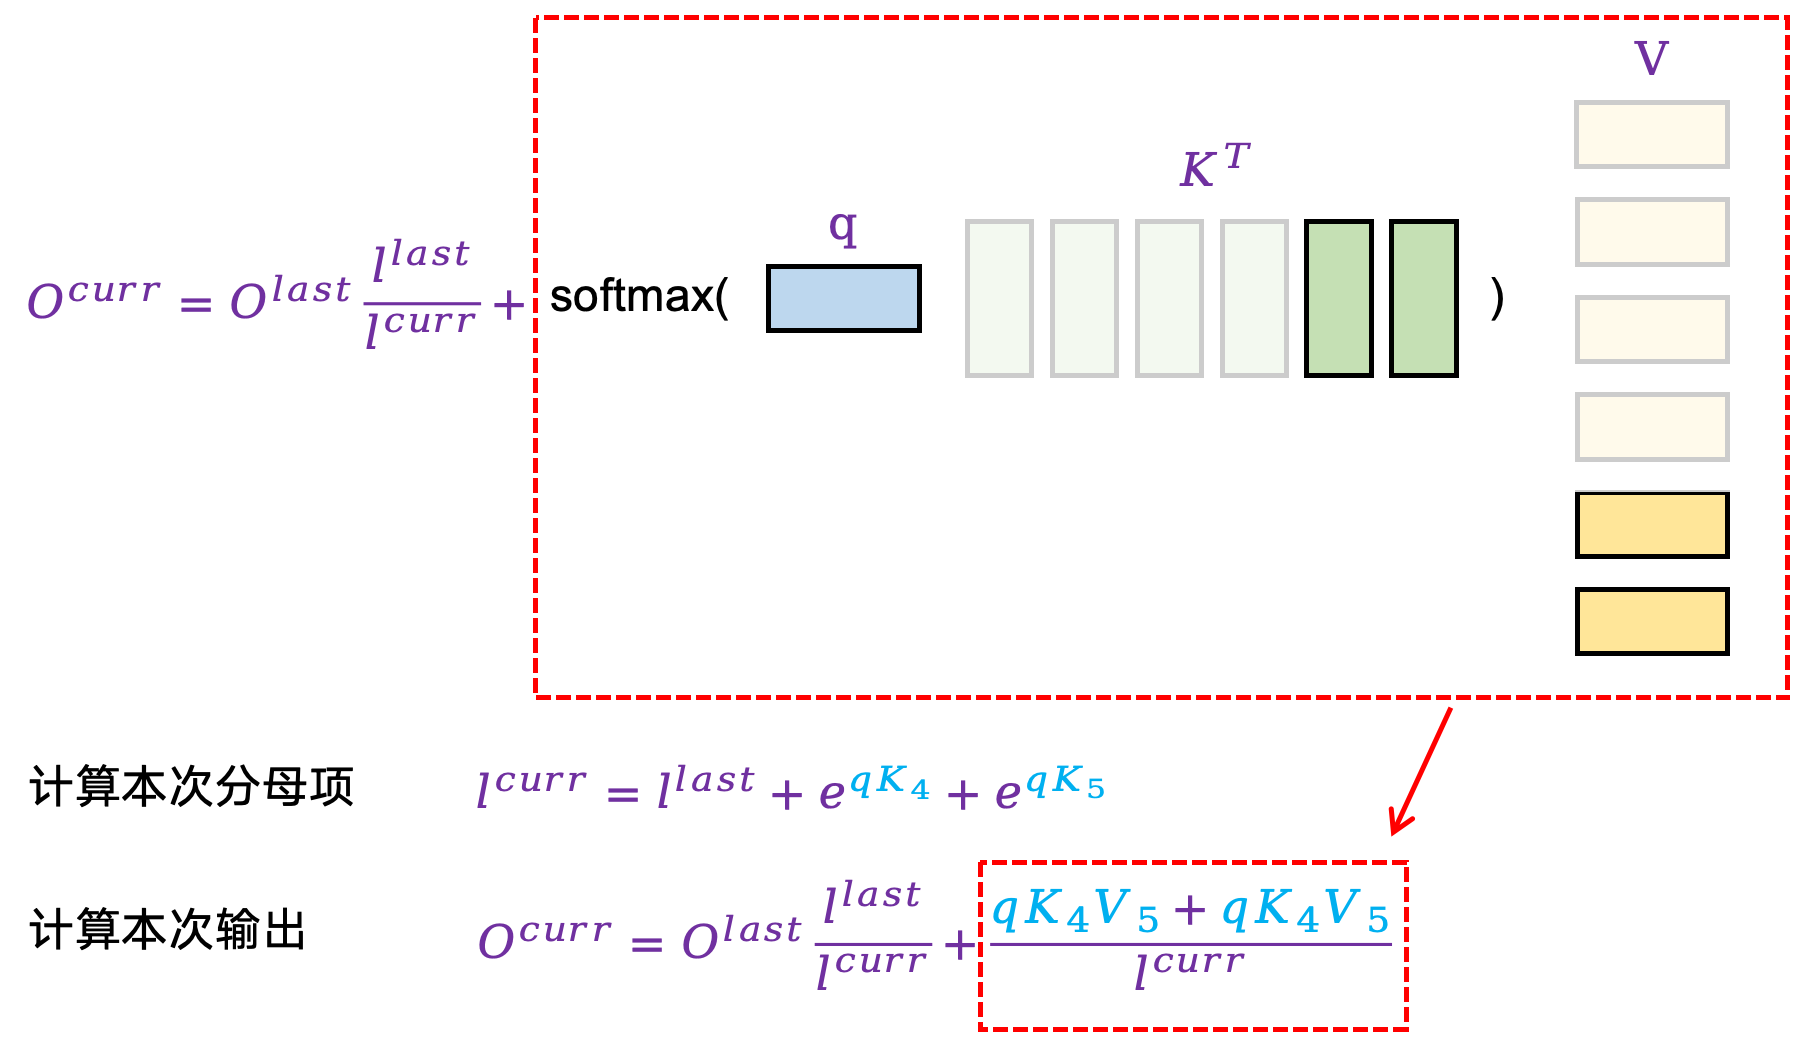 V
K^T
q
O^{curr} = O^{last} \frac{l^{last}}{l^{curr}} + softmax( )
计算本次分母项 l^{curr} = l^{last} + e^{qK_4} + e^{qK_5}
计算本次输出 O^{curr} = O^{last} \frac{l^{last}}{l^{curr}} + \frac{qK_4V_5 + qK_4V_5}{l^{curr}}